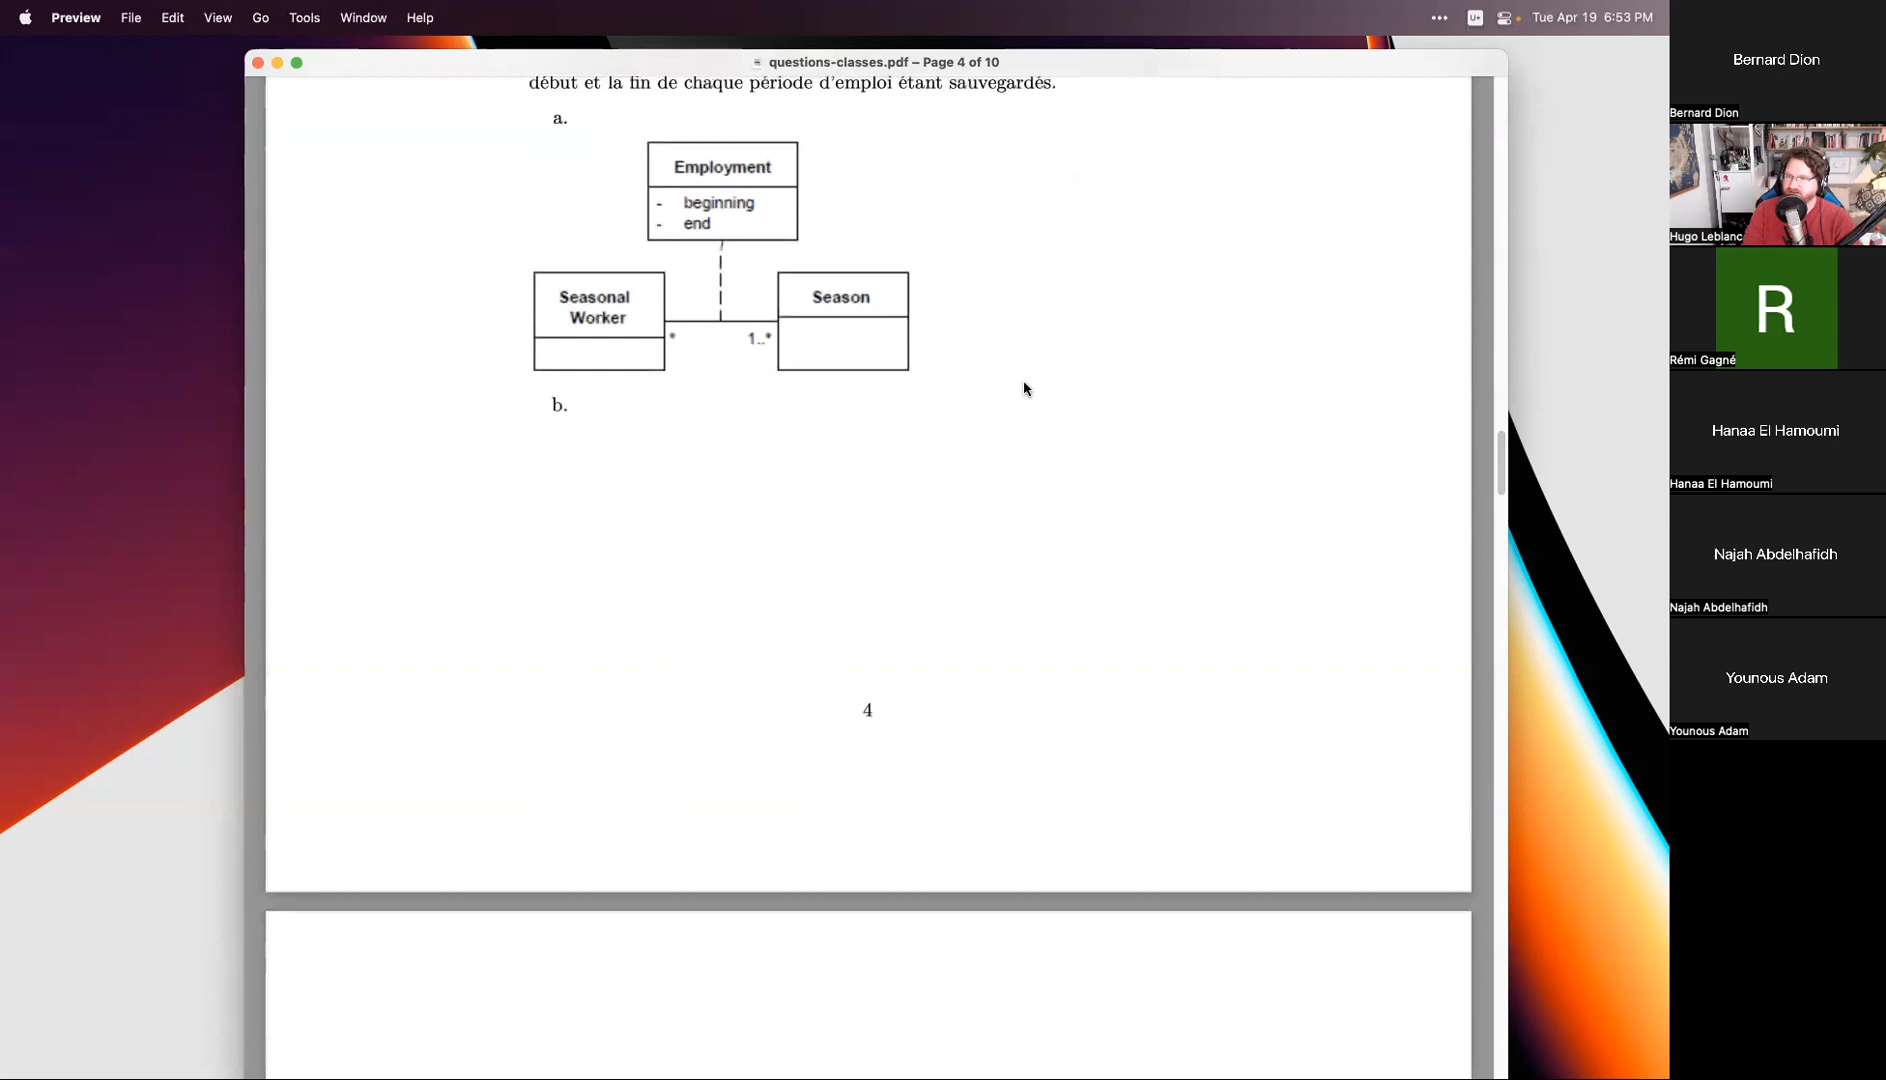 Preview File Edit View Go Tools Window Help
U+ Tue Apr 19 6:53 PM
questions-classes.pdf – Page 4 of 10
début et la fin de chaque période d'emploi étant sauvegardés.
a.
Employment
- beginning
- end
Seasonal
Worker
Season
* 1..*
b.
4
Bernard Dion
Bernard Dion
Hugo Leblanc
R
Rémi Gagné
Hanaa El Hamoumi
Hanaa El Hamoumi
Najah Abdelhafidh
Najah Abdelhafidh
Younous Adam
Younous Adam